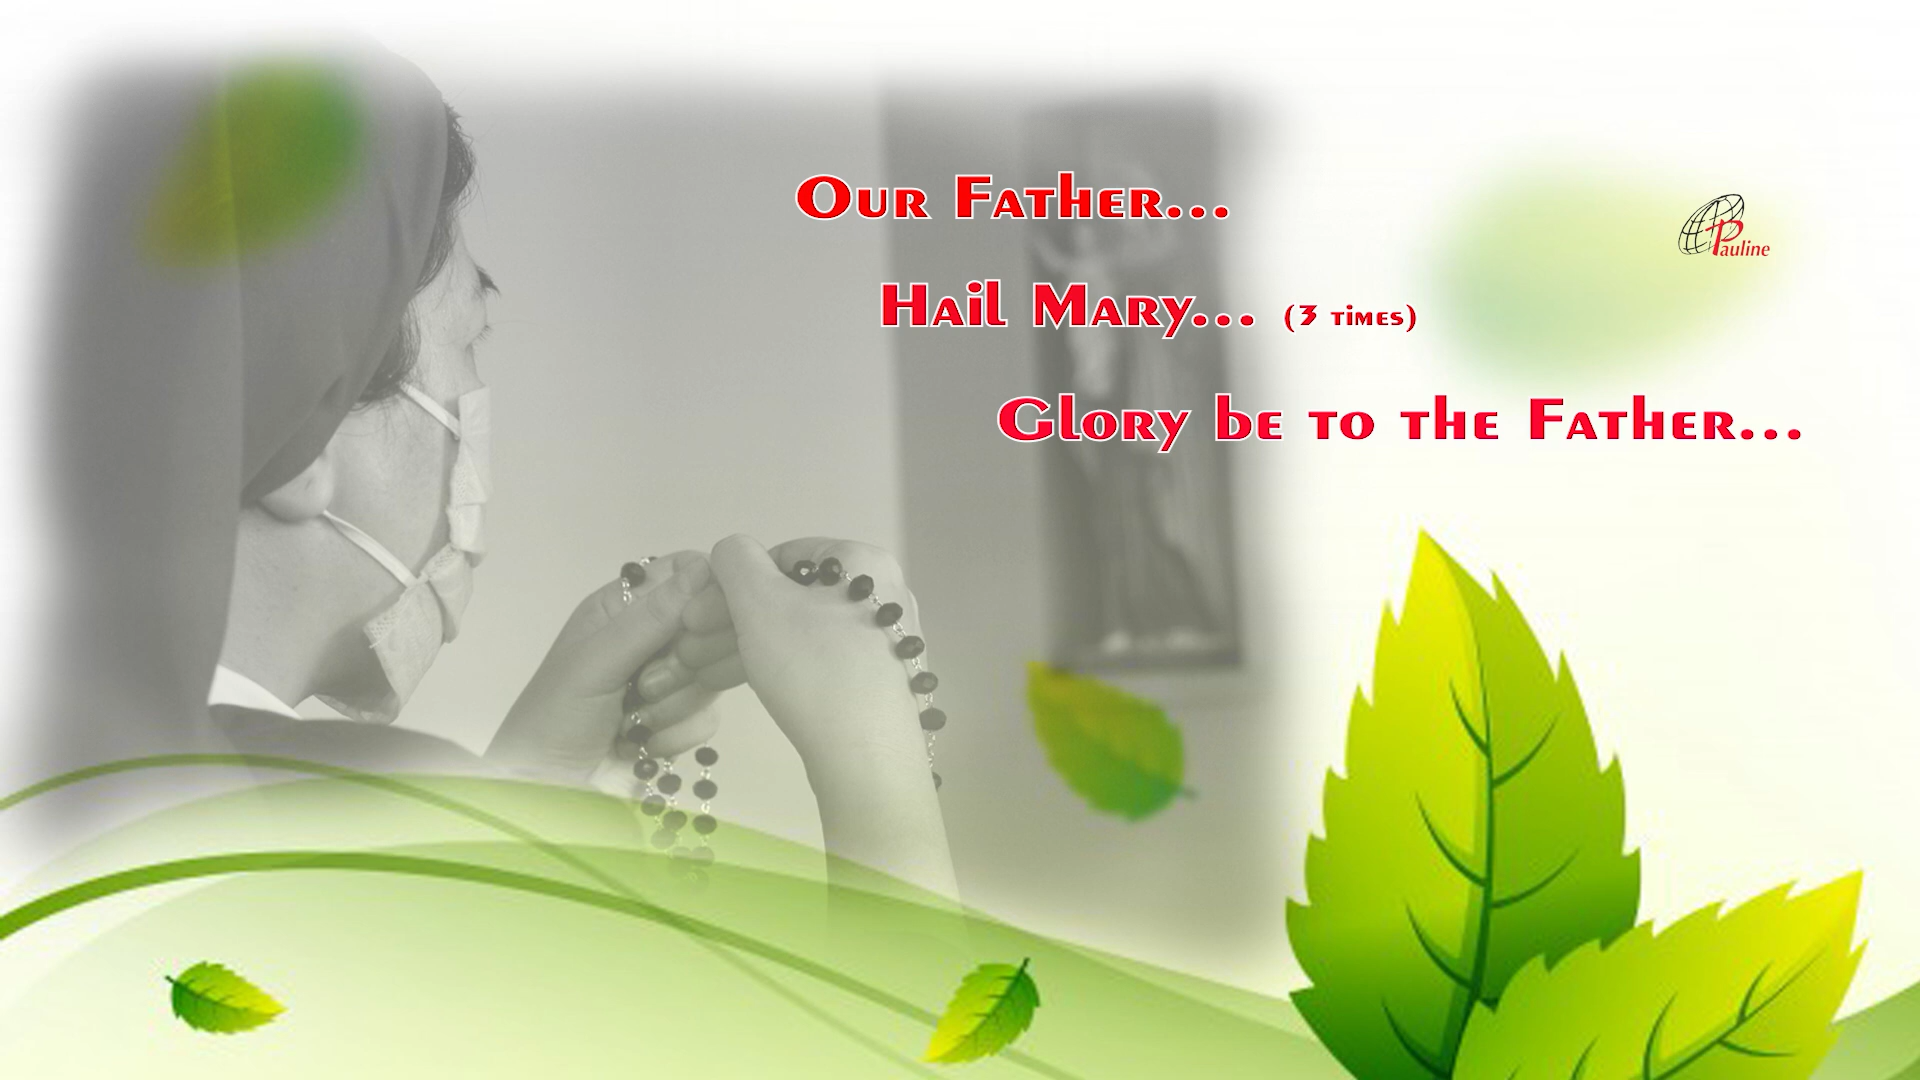 Our Father...
Hail Mary... (3 times)
Glory be to the Father...
Pauline